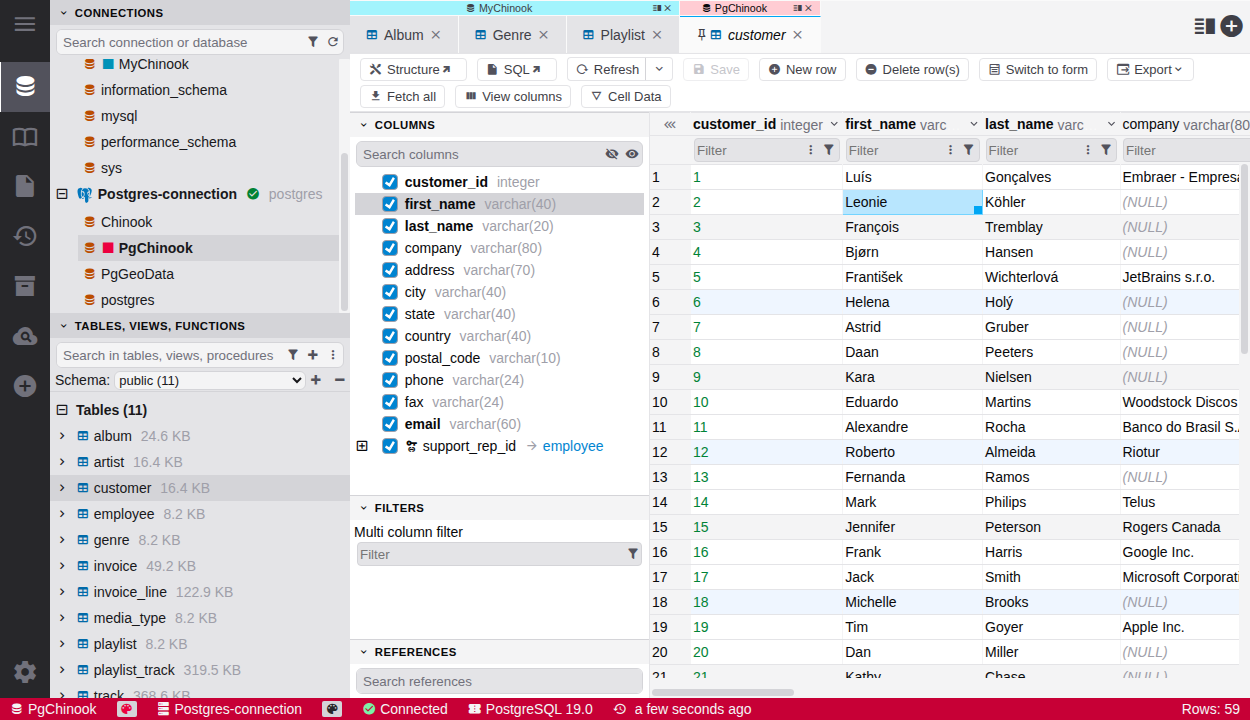 CONNECTIONS
Search connection or database
MyChinook
information_schema
mysql
performance_schema
sys
Postgres-connection postgres
Chinook
PgChinook
PgGeoData
postgres
TABLES, VIEWS, FUNCTIONS
Search in tables, views, procedures
Schema: public (11)
Tables (11)
album 24.6 KB
artist 16.4 KB
customer 16.4 KB
employee 8.2 KB
genre 8.2 KB
invoice 49.2 KB
invoice_line 122.9 KB
media_type 8.2 KB
playlist 8.2 KB
playlist_track 319.5 KB
track 368.6 KB
MyChinook PgChinook
Album Genre Playlist customer
Structure SQL Refresh Save New row Delete row(s) Switch to form Export
Fetch all View columns Cell Data
COLUMNS
Search columns
customer_id integer
first_name varchar(40)
last_name varchar(20)
company varchar(80)
address varchar(70)
city varchar(40)
state varchar(40)
country varchar(40)
postal_code varchar(10)
phone varchar(24)
fax varchar(24)
email varchar(60)
support_rep_id employee
FILTERS
Multi column filter
Filter
REFERENCES
Search references
customer_id integer first_name varc last_name varc company varchar(80
Filter Filter Filter Filter
1 1 Luís Gonçalves Embraer - Empresa
2 2 Leonie Köhler (NULL)
3 3 François Tremblay (NULL)
4 4 Bjørn Hansen (NULL)
5 5 František Wichterlová JetBrains s.r.o.
6 6 Helena Holý (NULL)
7 7 Astrid Gruber (NULL)
8 8 Daan Peeters (NULL)
9 9 Kara Nielsen (NULL)
10 10 Eduardo Martins Woodstock Discos
11 11 Alexandre Rocha Banco do Brasil S.A
12 12 Roberto Almeida Riotur
13 13 Fernanda Ramos (NULL)
14 14 Mark Philips Telus
15 15 Jennifer Peterson Rogers Canada
16 16 Frank Harris Google Inc.
17 17 Jack Smith Microsoft Corporati
18 18 Michelle Brooks (NULL)
19 19 Tim Goyer Apple Inc.
20 20 Dan Miller (NULL)
21 21 Kathy Chase (NULL)
PgChinook Postgres-connection Connected PostgreSQL 19.0 a few seconds ago Rows: 59